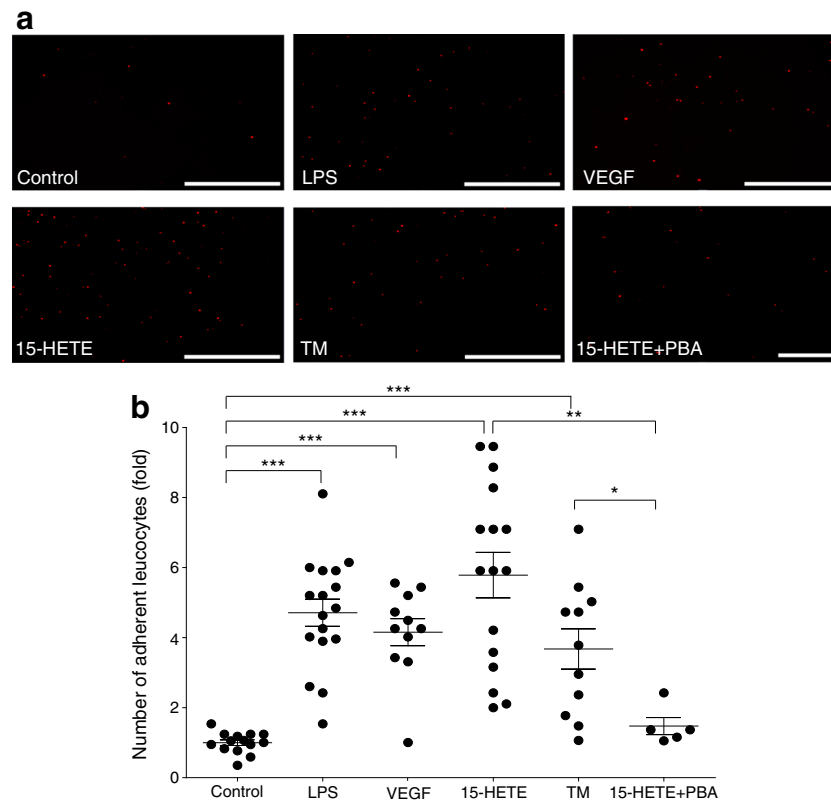 a
Control
LPS
VEGF
15-HETE
TM
15-HETE+PBA
b
***
***
**
***
***
*
Number of adherent leucocytes (fold)
10
8
6
4
2
0
Control LPS VEGF 15-HETE TM 15-HETE+PBA